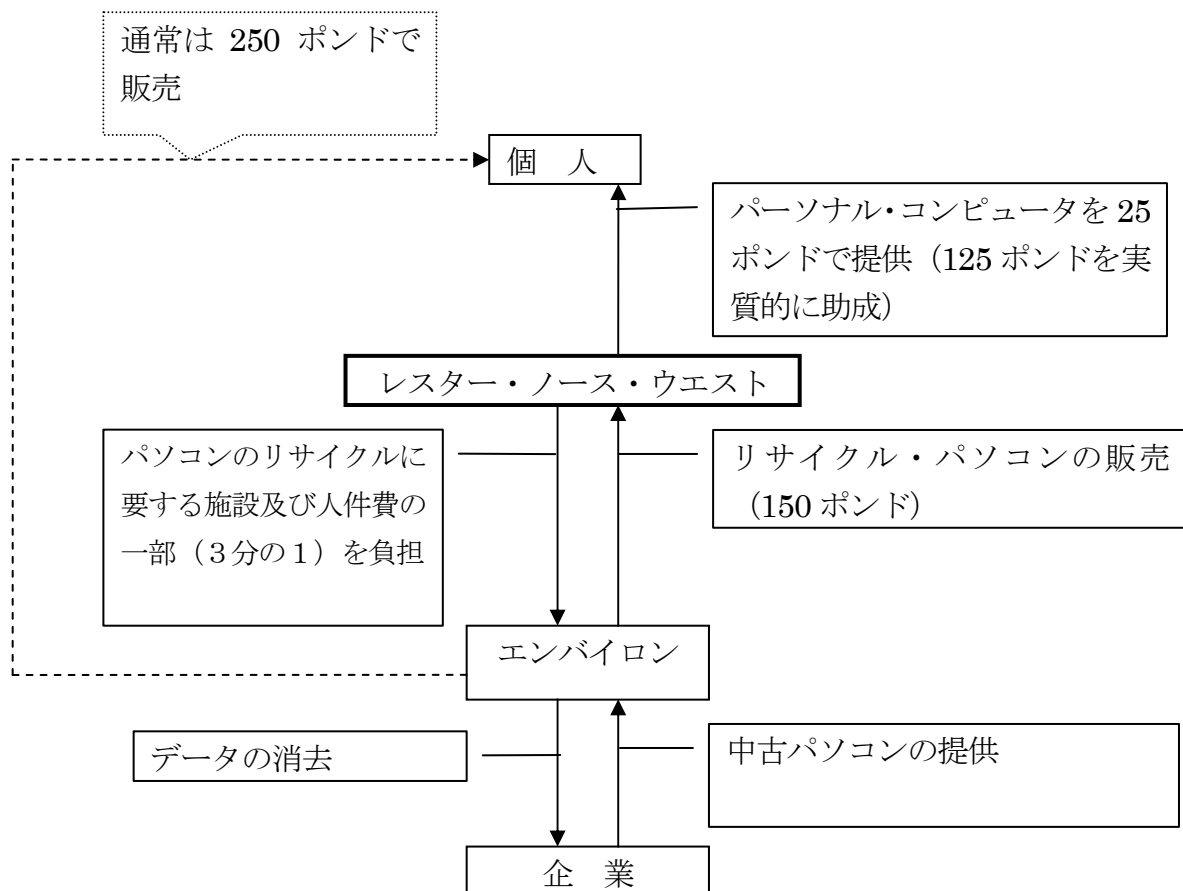 通常は 250 ポンドで
販売
個 人
パーソナル・コンピュータを 25
ポンドで提供（125 ポンドを実
質的に助成）
レスター・ノース・ウエスト
パソコンのリサイクルに
要する施設及び人件費の
一部（３分の１）を負担
リサイクル・パソコンの販売
（150 ポンド）
エンバイロン
データの消去
中古パソコンの提供
企 業